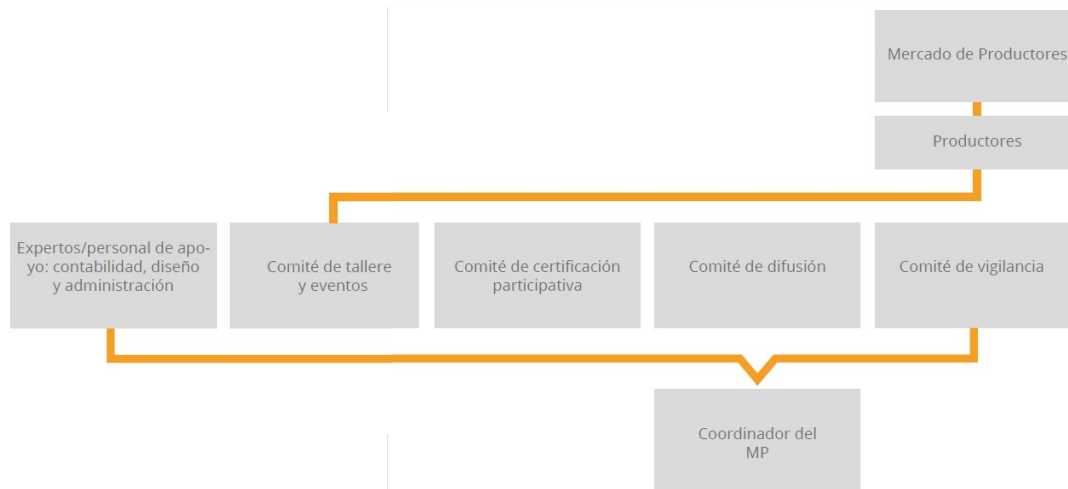 Mercado de Productores
Productores
Expertos/personal de apo-
yo: contabilidad, diseño
y administración
Comité de tallere
y eventos
Comité de certificación
participativa
Comité de difusión
Comité de vigilancia
Coordinador del
MP